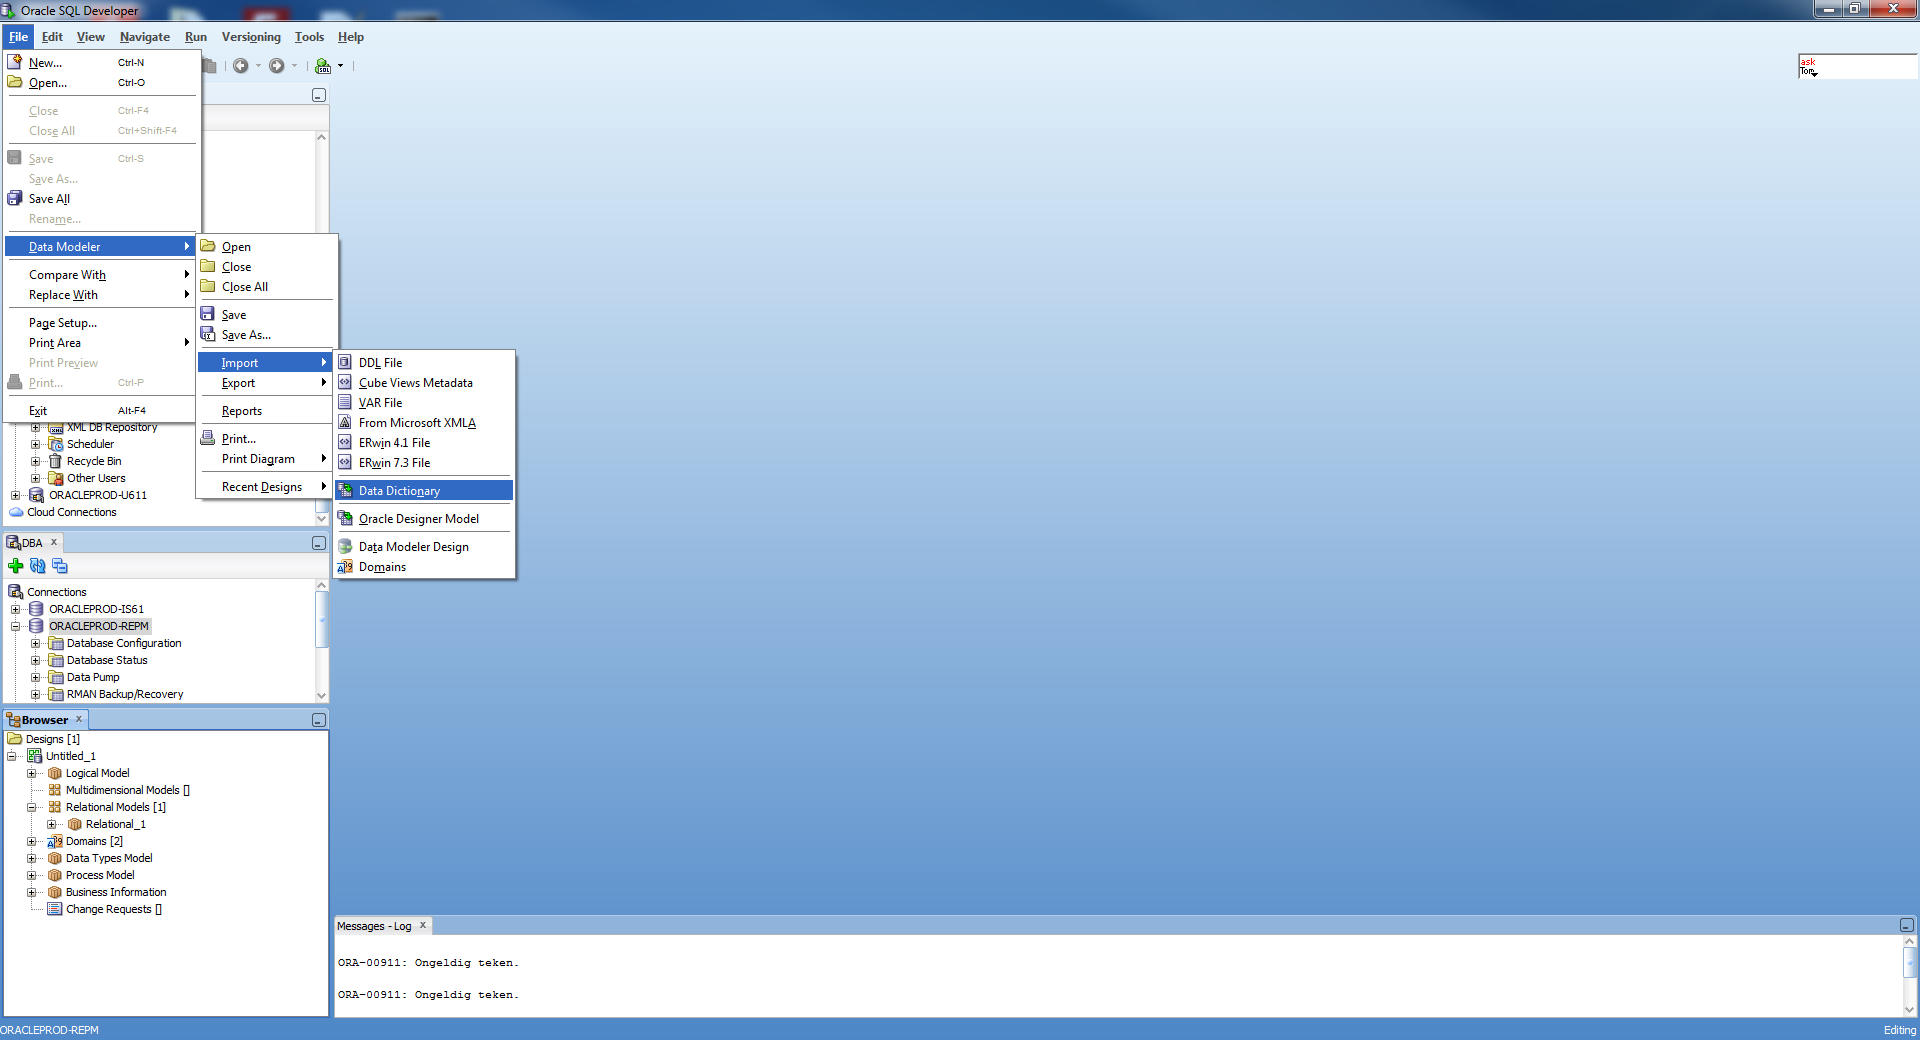 Oracle SQL Developer
File Edit View Navigate Run Versioning Tools Help
New... Ctrl-N
Open... Ctrl-O
Close Ctrl-F4
Close All Ctrl+Shift-F4
Save Ctrl-S
Save As...
Save All
Rename...
Data Modeler
Compare With
Replace With
Page Setup...
Print Area
Print Preview
Print... Ctrl-P
Exit Alt-F4
Open
Close
Close All
Save
Save As...
Import
Export
Reports
Print...
Print Diagram
Recent Designs
DDL File
Cube Views Metadata
VAR File
From Microsoft XMLA
ERwin 4.1 File
ERwin 7.3 File
Data Dictionary
Oracle Designer Model
Data Modeler Design
Domains
SQL
ask
Tom
XML DB Repository
Scheduler
Recycle Bin
Other Users
ORACLEPROD-U611
Cloud Connections
DBA x
Connections
ORACLEPROD-IS61
ORACLEPROD-REPM
Database Configuration
Database Status
Data Pump
RMAN Backup/Recovery
Browser x
Designs [1]
Untitled_1
Logical Model
Multidimensional Models []
Relational Models [1]
Relational_1
Domains [2]
Data Types Model
Process Model
Business Information
Change Requests []
Messages - Log x
ORA-00911: Ongeldig teken.
ORA-00911: Ongeldig teken.
ORACLEPROD-REPM
Editing